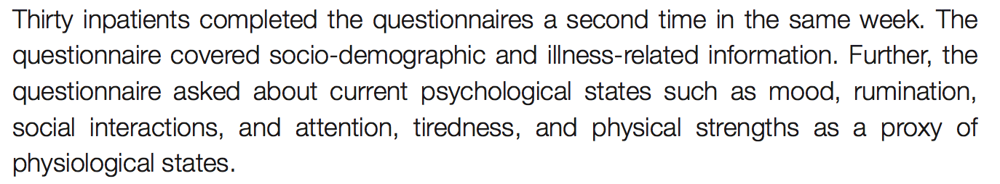 Thirty inpatients completed the questionnaires a second time in the same week. The
questionnaire covered socio-demographic and illness-related information. Further, the
questionnaire asked about current psychological states such as mood, rumination,
social interactions, and attention, tiredness, and physical strengths as a proxy of
physiological states.